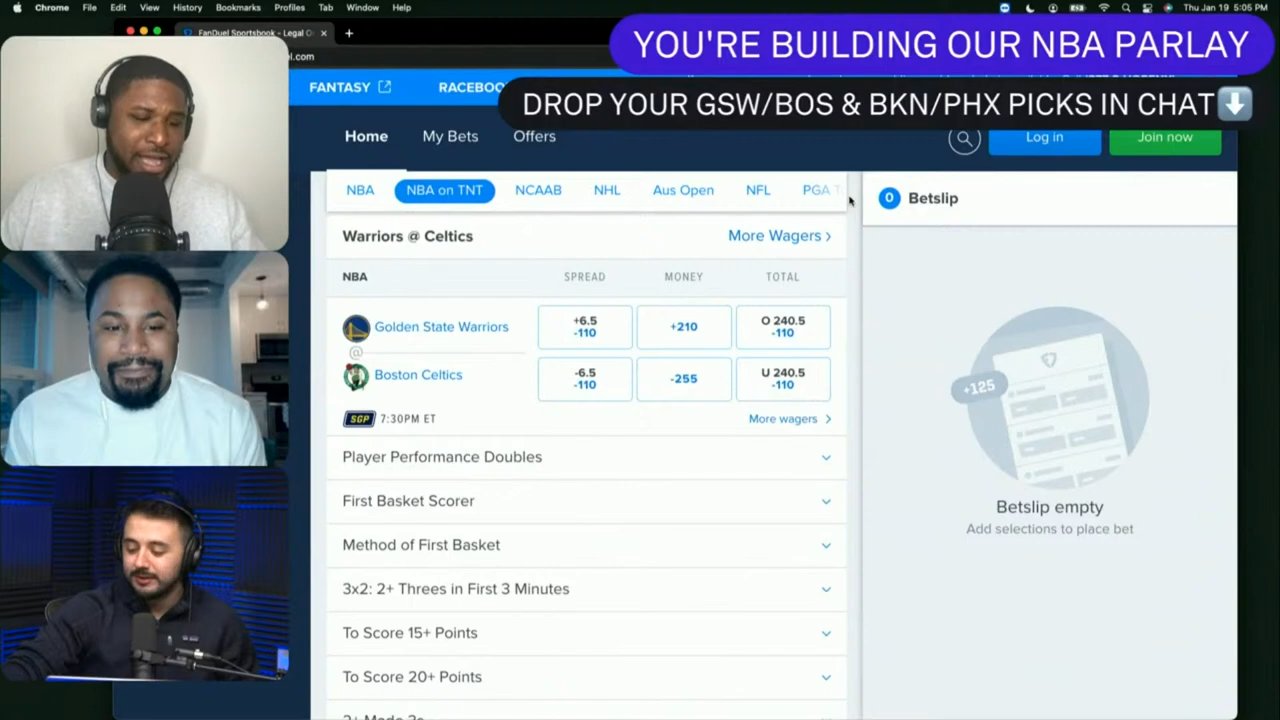 Chrome File Edit View History Bookmarks Profiles Tab Window Help
Thu Jan 19 5:05 PM
FanDuel Sportsbook - Legal O
YOU'RE BUILDING OUR NBA PARLAY
DROP YOUR GSW/BOS & BKN/PHX PICKS IN CHAT
FANTASY
Home My Bets Offers
Log in
Join now
NBA NBA on TNT NCAAB NHL Aus Open NFL PGA
0 Betslip
Warriors @ Celtics More Wagers
NBA SPREAD MONEY TOTAL
Golden State Warriors
+6.5
-110
+210
O 240.5
-110
@
Boston Celtics
-6.5
-110
-255
U 240.5
-110
SGP 7:30PM ET More wagers
Player Performance Doubles
First Basket Scorer
Method of First Basket
3x2: 2+ Threes in First 3 Minutes
To Score 15+ Points
To Score 20+ Points
+125
Betslip empty
Add selections to place bet